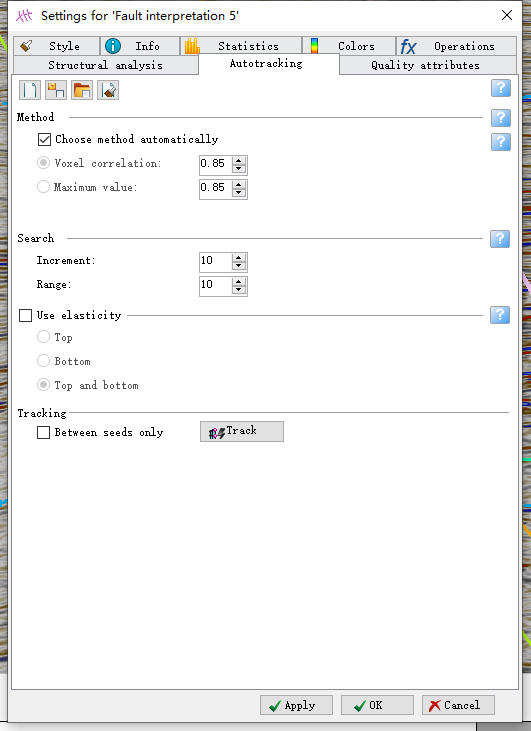 Settings for 'Fault interpretation 5'
Style Info Statistics Colors Operations
Structural analysis Autotracking Quality attributes
Method
Choose method automatically
Voxel correlation: 0.85
Maximum value: 0.85
Search
Increment: 10
Range: 10
Use elasticity
Top
Bottom
Top and bottom
Tracking
Between seeds only Track
Apply OK Cancel